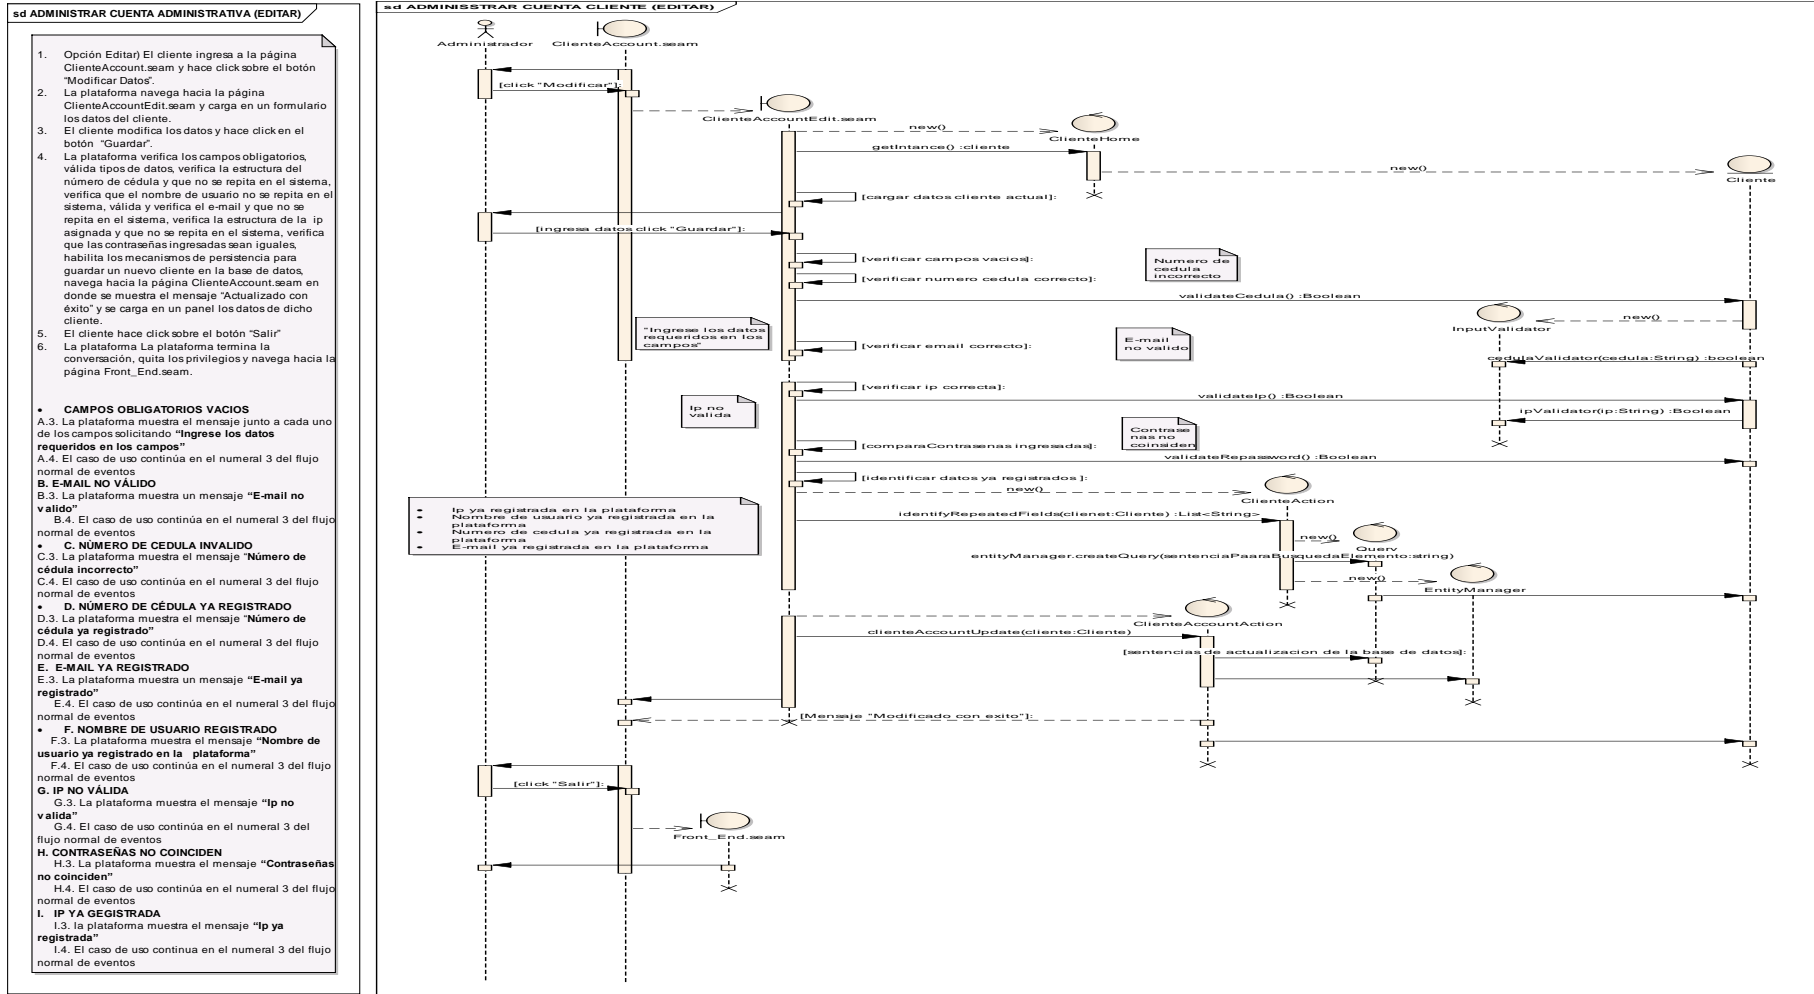 sd ADMINISTRAR CUENTA ADMINISTRATIVA (EDITAR)
1. Opción Editar) El cliente ingresa a la página
ClienteAccount.seam y hace click sobre el botón
“Modificar Datos”.
2. La plataforma navega hacia la página
ClienteAccountEdit.seam y carga en un formulario
los datos del cliente.
3. El cliente modifica los datos y hace click en el
botón “Guardar”.
4. La plataforma verifica los campos obligatorios,
válida tipos de datos, verifica la estructura del
número de cédula y que no se repita en el sistema,
verifica que el nombre de usuario no se repita en el
sistema, válida y verifica el e-mail y que no se
repita en el sistema, verifica la estructura de la ip
asignada y que no se repita en el sistema, verifica
que las contraseñas ingresadas sean iguales,
habilita los mecanismos de persistencia para
guardar un nuevo cliente en la base de datos,
navega hacia la página ClienteAccount.seam en
donde se muestra el mensaje “Actualizado con
éxito” y se carga en un panel los datos de dicho
cliente.
5. El cliente hace click sobre el botón “Salir”
6. La plataforma La plataforma termina la
conversación, quita los privilegios y navega hacia la
página Front_End.seam.
• CAMPOS OBLIGATORIOS VACIOS
A.3. La plataforma muestra el mensaje junto a cada uno
de los campos solicitando “Ingrese los datos
requeridos en los campos”
A.4. El caso de uso continúa en el numeral 3 del flujo
normal de eventos
B. E-MAIL NO VÁLIDO
B.3. La plataforma muestra un mensaje “E-mail no
valido”
B.4. El caso de uso continúa en el numeral 3 del flujo
normal de eventos
• C. NÙMERO DE CEDULA INVALIDO
C.3. La plataforma muestra el mensaje “Número de
cédula incorrecto”
C.4. El caso de uso continúa en el numeral 3 del flujo
normal de eventos
• D. NÚMERO DE CÉDULA YA REGISTRADO
D.3. La plataforma muestra el mensaje “Número de
cédula ya registrado”
D.4. El caso de uso continúa en el numeral 3 del flujo
normal de eventos
E. E-MAIL YA REGISTRADO
E.3. La plataforma muestra un mensaje “E-mail ya
registrado”
E.4. El caso de uso continúa en el numeral 3 del flujo
normal de eventos
• F. NOMBRE DE USUARIO REGISTRADO
F.3. La plataforma muestra el mensaje “Nombre de
usuario ya registrado en la plataforma”
F.4. El caso de uso continúa en el numeral 3 del flujo
normal de eventos
G. IP NO VÁLIDA
G.3. La plataforma muestra el mensaje “Ip no
valida”
G.4. El caso de uso continúa en el numeral 3 del
flujo normal de eventos
H. CONTRASEÑAS NO COINCIDEN
H.3. La plataforma muestra el mensaje “Contraseñas
no coinciden”
H.4. El caso de uso continúa en el numeral 3 del flujo
normal de eventos
I. IP YA GEGISTRADA
I.3. la plataforma muestra el mensaje “Ip ya
registrada”
I.4. El caso de uso continua en el numeral 3 del flujo
normal de eventos
sd ADMINISSTRAR CUENTA CLIENTE (EDITAR)
Administrador
ClienteAccount.seam
[click "Modificar"]:
ClienteAccountEdit.seam
new()
ClienteHome
getIntance() :cliente
new()
Cliente
[cargar datos cliente actual]:
[ingresa datos click "Guardar"]:
[verificar campos vacios]:
Numero de
cedula
incorrecto
[verificar numero cedula correcto]:
validateCedula() :Boolean
new()
InputValidator
"Ingrese los datos
requeridos en los
campos"
E-mail
no valido
[verificar email correcto]:
cedulaValidator(cedula:String) :boolean
[verificar ip correcta]:
validateIp() :Boolean
Ip no
valida
ipValidator(ip:String) :Boolean
Contrase
nas no
coinsiden
[comparaContrasenas ingresadas]:
validateRepassword() :Boolean
[identificar datos ya registrados ]:
new()
ClienteAction
• Ip ya registrada en la plataforma
• Nombre de usuario ya registrada en la
plataforma
• Numero de cedula ya registrada en la
plataforma
• E-mail ya registrada en la plataforma
identifyRepeatedFields(clienet:Cliente) :List<String>
new()
Query
entityManager.createQuery(sentenciaPaaraBusquedaElemento:string)
new()
EntityManager
ClienteAccountAction
clienteAccountUpdate(cliente:Cliente)
[sentencias de actualizacion de la base de datos]:
[Mensaje "Modificado con exito"]:
[click "Salir"]:
Front_End.seam